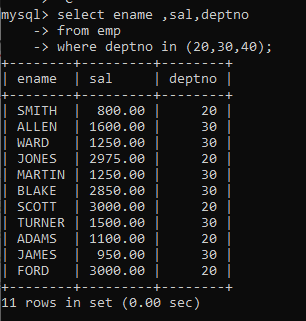 mysql> select ename ,sal,deptno
    -> from emp
    -> where deptno in (20,30,40);
+--------+---------+--------+
| ename  | sal     | deptno |
+--------+---------+--------+
| SMITH  |  800.00 |     20 |
| ALLEN  | 1600.00 |     30 |
| WARD   | 1250.00 |     30 |
| JONES  | 2975.00 |     20 |
| MARTIN | 1250.00 |     30 |
| BLAKE  | 2850.00 |     30 |
| SCOTT  | 3000.00 |     20 |
| TURNER | 1500.00 |     30 |
| ADAMS  | 1100.00 |     20 |
| JAMES  |  950.00 |     30 |
| FORD   | 3000.00 |     20 |
+--------+---------+--------+
11 rows in set (0.00 sec)